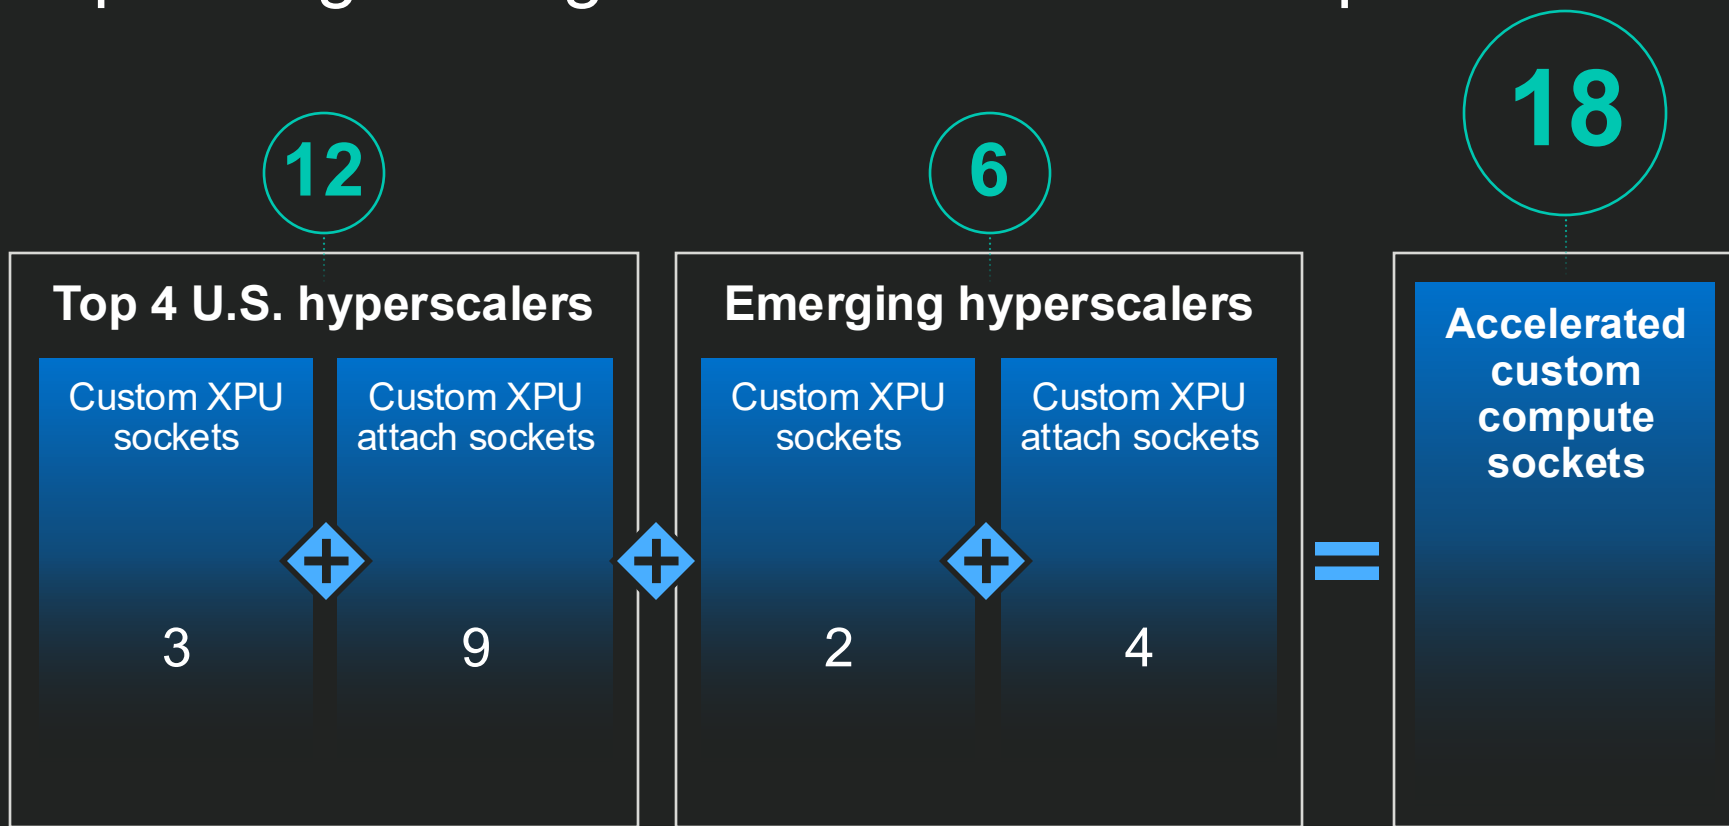 12
6
18
Top 4 U.S. hyperscalers
Custom XPU
sockets
3
+
Custom XPU
attach sockets
9
+
Emerging hyperscalers
Custom XPU
sockets
2
+
Custom XPU
attach sockets
4
=
Accelerated
custom
compute
sockets